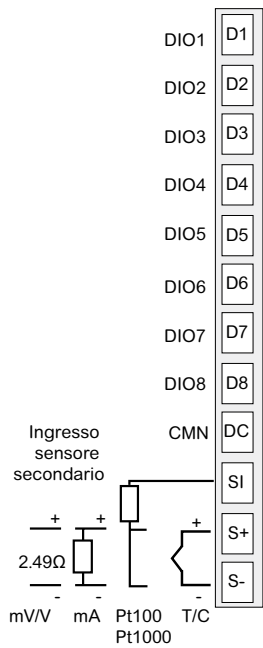 DIO1 D1
DIO2 D2
DIO3 D3
DIO4 D4
DIO5 D5
DIO6 D6
DIO7 D7
DIO8 D8
CMN DC
Ingresso
sensore
secondario
SI
+ + + S+
2.49Ω
- - - S-
mV/V mA Pt100 T/C
Pt1000